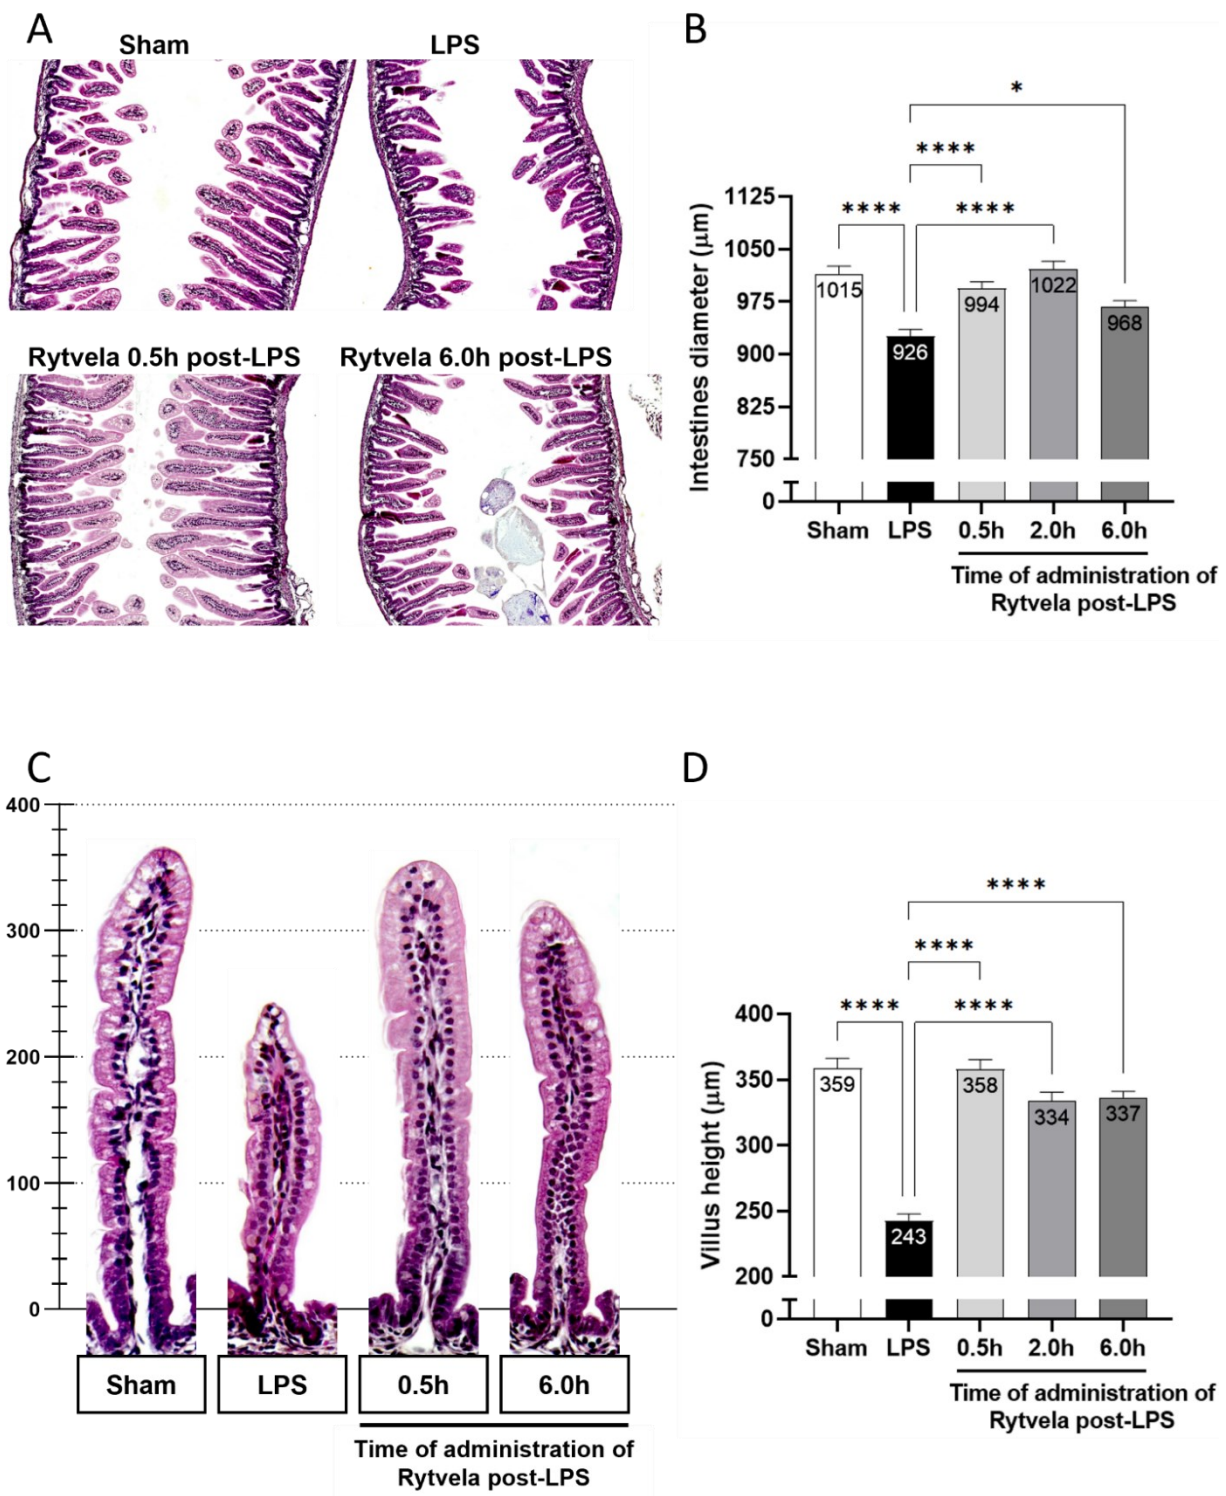 A
Sham
LPS
Rytvela 0.5h post-LPS
Rytvela 6.0h post-LPS
B
*
****
**** ****
Intestines diameter (µm)
1125
1050
975
900
825
750
0
1015
926
994
1022
968
Sham LPS 0.5h 2.0h 6.0h
Time of administration of
Rytvela post-LPS
C
400
300
200
100
0
Sham
LPS
0.5h
6.0h
Time of administration of
Rytvela post-LPS
D
****
****
**** ****
Villus height (µm)
400
350
300
250
200
0
359
243
358
334
337
Sham LPS 0.5h 2.0h 6.0h
Time of administration of
Rytvela post-LPS